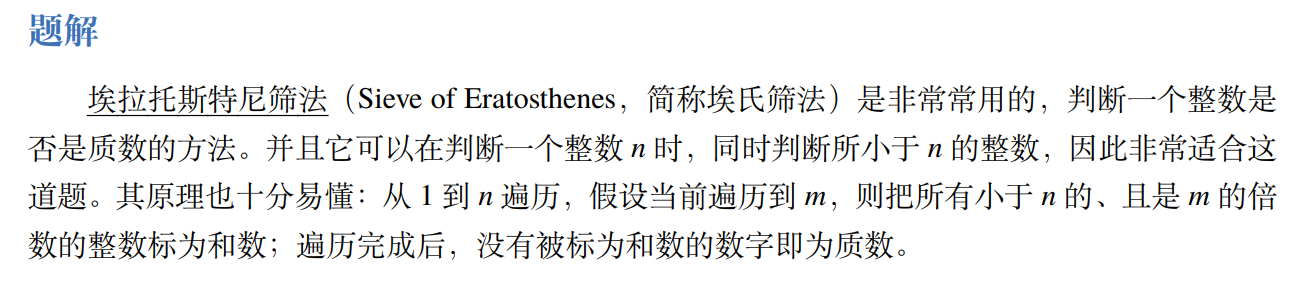 题解
埃拉托斯特尼筛法（Sieve of Eratosthenes，简称埃氏筛法）是非常常用的，判断一个整数是
否是质数的方法。并且它可以在判断一个整数 n 时，同时判断所小于 n 的整数，因此非常适合这
道题。其原理也十分易懂：从 1 到 n 遍历，假设当前遍历到 m，则把所有小于 n 的、且是 m 的倍
数的整数标为和数；遍历完成后，没有被标为和数的数字即为质数。